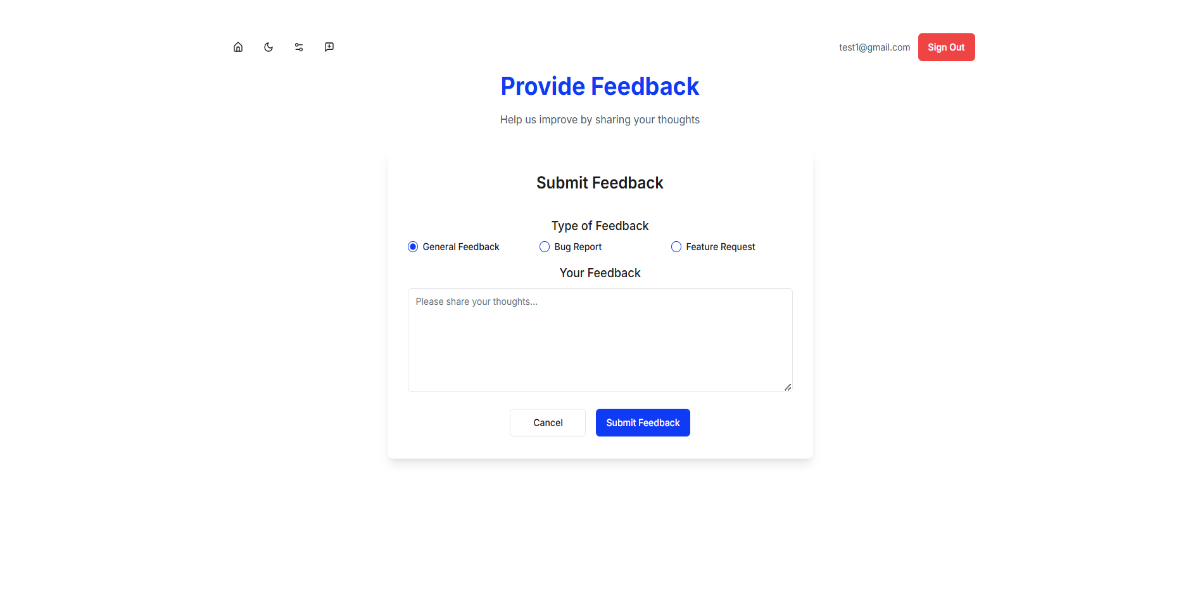 test1@gmail.com Sign Out
Provide Feedback
Help us improve by sharing your thoughts
Submit Feedback
Type of Feedback
General Feedback Bug Report Feature Request
Your Feedback
Please share your thoughts...
Cancel Submit Feedback